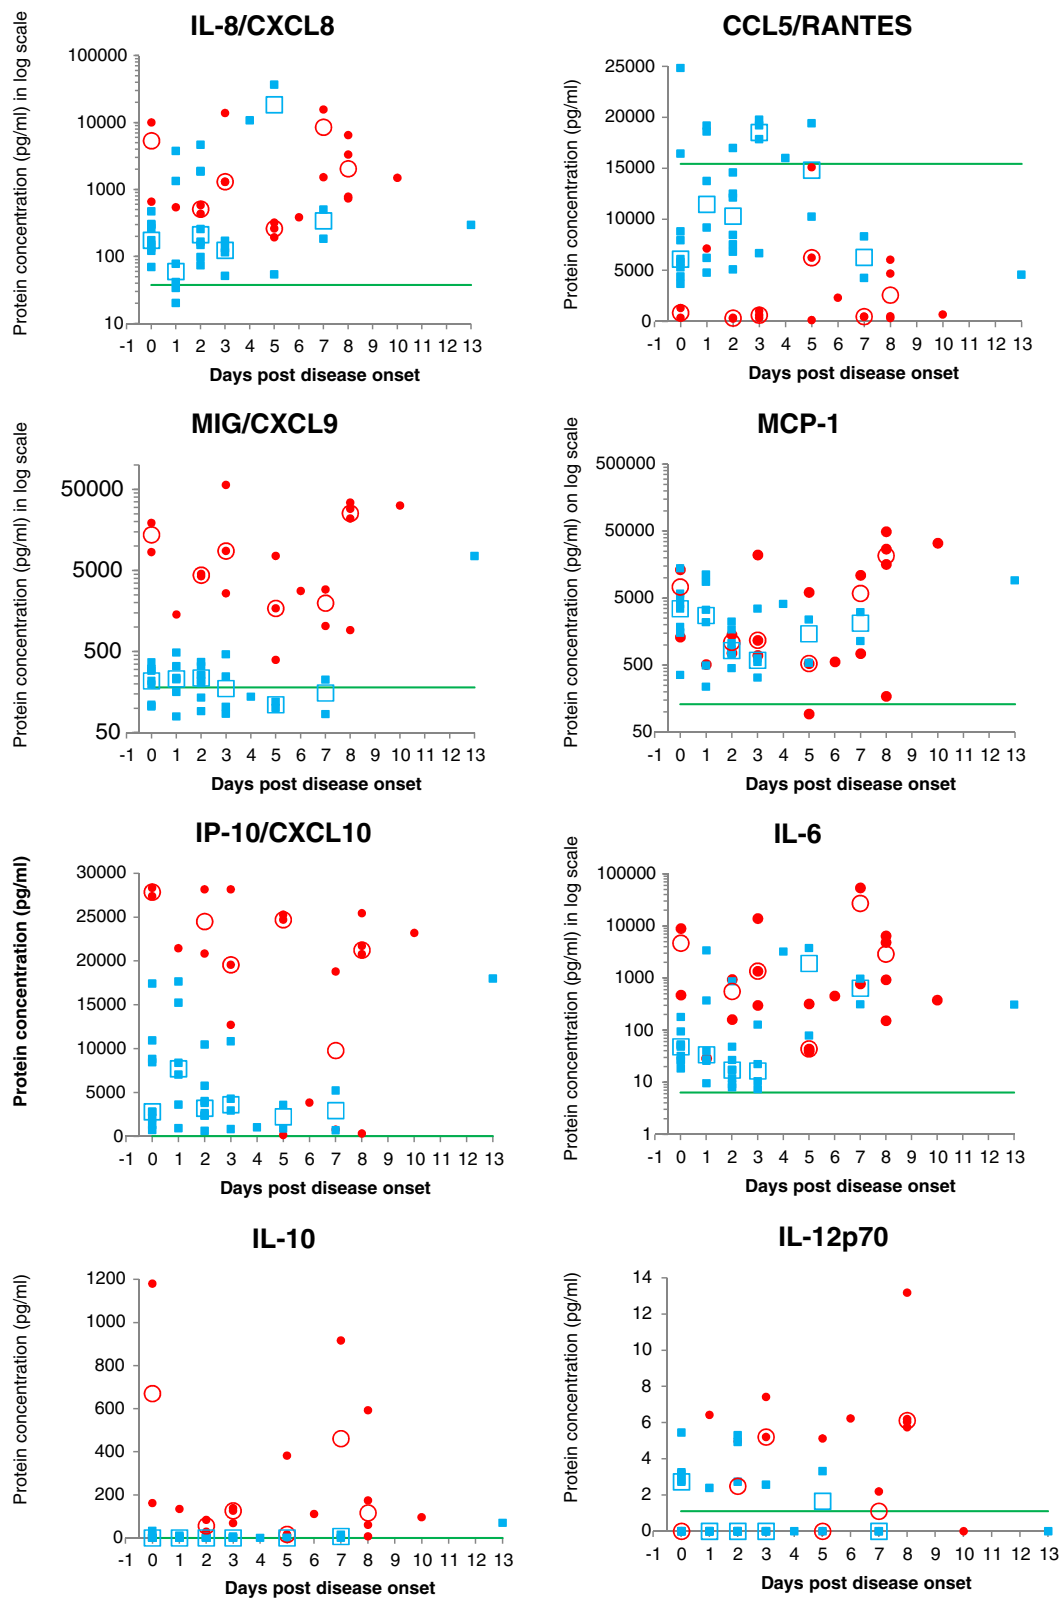 IL-8/CXCL8
Protein concentration (pg/ml) in log scale
100000
10000
1000
100
10
-1 0 1 2 3 4 5 6 7 8 9 10 11 12 13
Days post disease onset
CCL5/RANTES
Protein concentration (pg/ml)
25000
20000
15000
10000
5000
0
-1 0 1 2 3 4 5 6 7 8 9 10 11 12 13
Days post disease onset
MIG/CXCL9
Protein concentration (pg/ml) in log scale
50000
5000
500
50
-1 0 1 2 3 4 5 6 7 8 9 10 11 12 13
Days post disease onset
MCP-1
Protein concentration (pg/ml) on log scale
500000
50000
5000
500
50
-1 0 1 2 3 4 5 6 7 8 9 10 11 12 13
Days post disease onset
IP-10/CXCL10
Protein concentration (pg/ml)
30000
25000
20000
15000
10000
5000
0
-1 0 1 2 3 4 5 6 7 8 9 10 11 12 13
Days post disease onset
IL-6
Protein concentration (pg/ml) in log scale
100000
10000
1000
100
10
1
-1 0 1 2 3 4 5 6 7 8 9 10 11 12 13
Days post disease onset
IL-10
Protein concentration (pg/ml)
1200
1000
800
600
400
200
0
-1 0 1 2 3 4 5 6 7 8 9 10 11 12 13
Days post disease onset
IL-12p70
Protein concentration (pg/ml)
14
12
10
8
6
4
2
0
-1 0 1 2 3 4 5 6 7 8 9 10 11 12 13
Days post disease onset